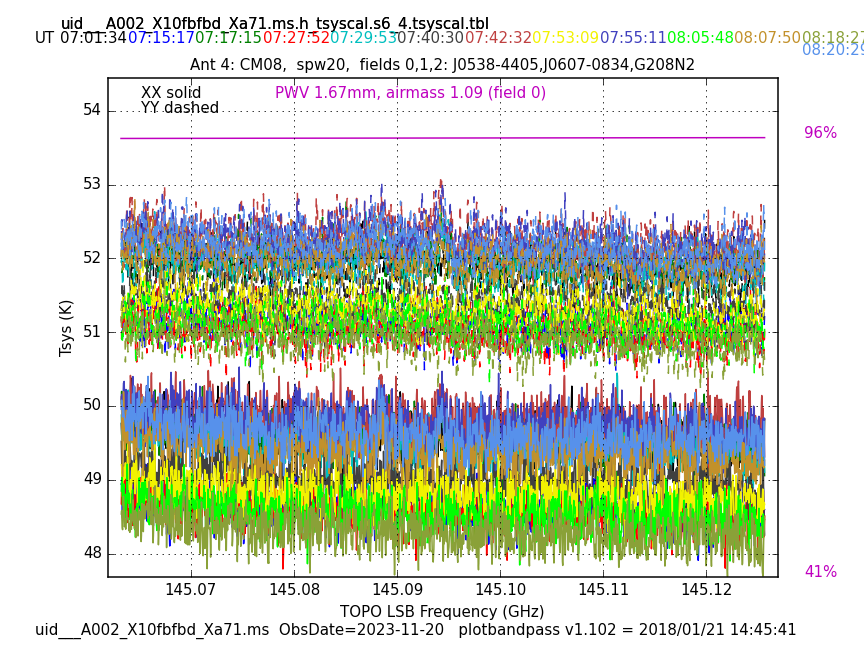 uid___A002_X10fbfbd_Xa71.ms.h_tsyscal.s6_4.tsyscal.tbl
UT 07:01:34 07:15:17 07:17:15 07:27:52 07:29:53 07:40:30 07:42:32 07:53:09 07:55:11 08:05:48 08:07:50 08:18:27
08:20:29
Ant 4: CM08, spw20, fields 0,1,2: J0538-4405,J0607-0834,G208N2
XX solid PWV 1.67mm, airmass 1.09 (field 0)
YY dashed
54
96%
53
52
51
50
49
48
41%
Tsys (K)
145.07 145.08 145.09 145.10 145.11 145.12
TOPO LSB Frequency (GHz)
uid___A002_X10fbfbd_Xa71.ms ObsDate=2023-11-20 plotbandpass v1.102 = 2018/01/21 14:45:41